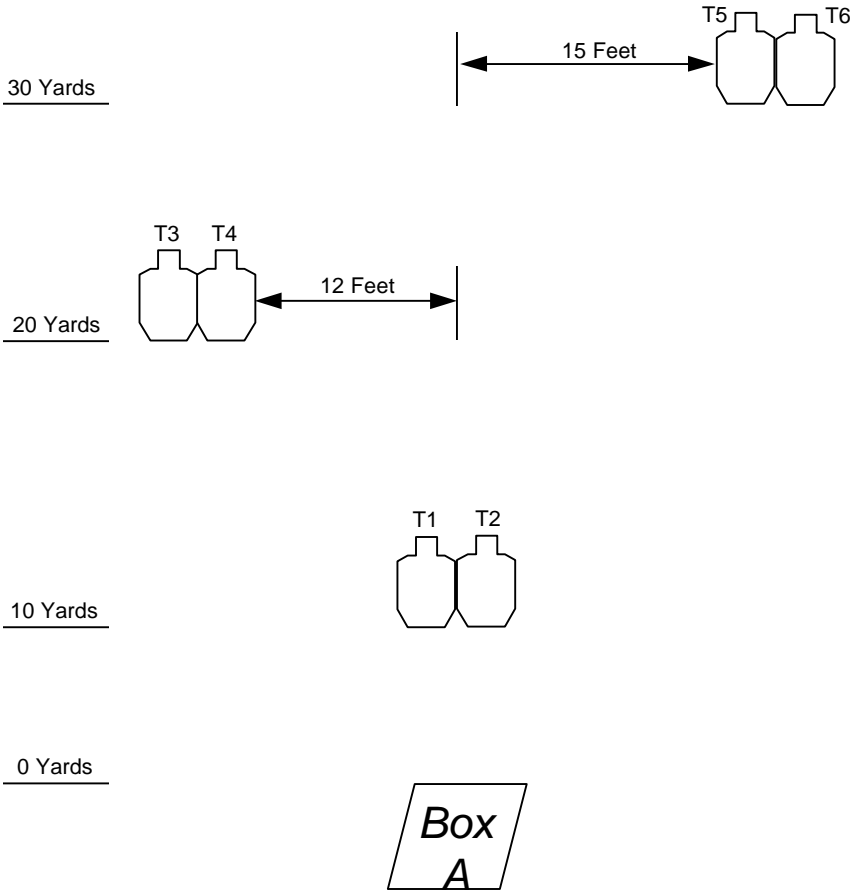 T5 T6
15 Feet
30 Yards
T3 T4
12 Feet
20 Yards
T1 T2
10 Yards
0 Yards
Box
A